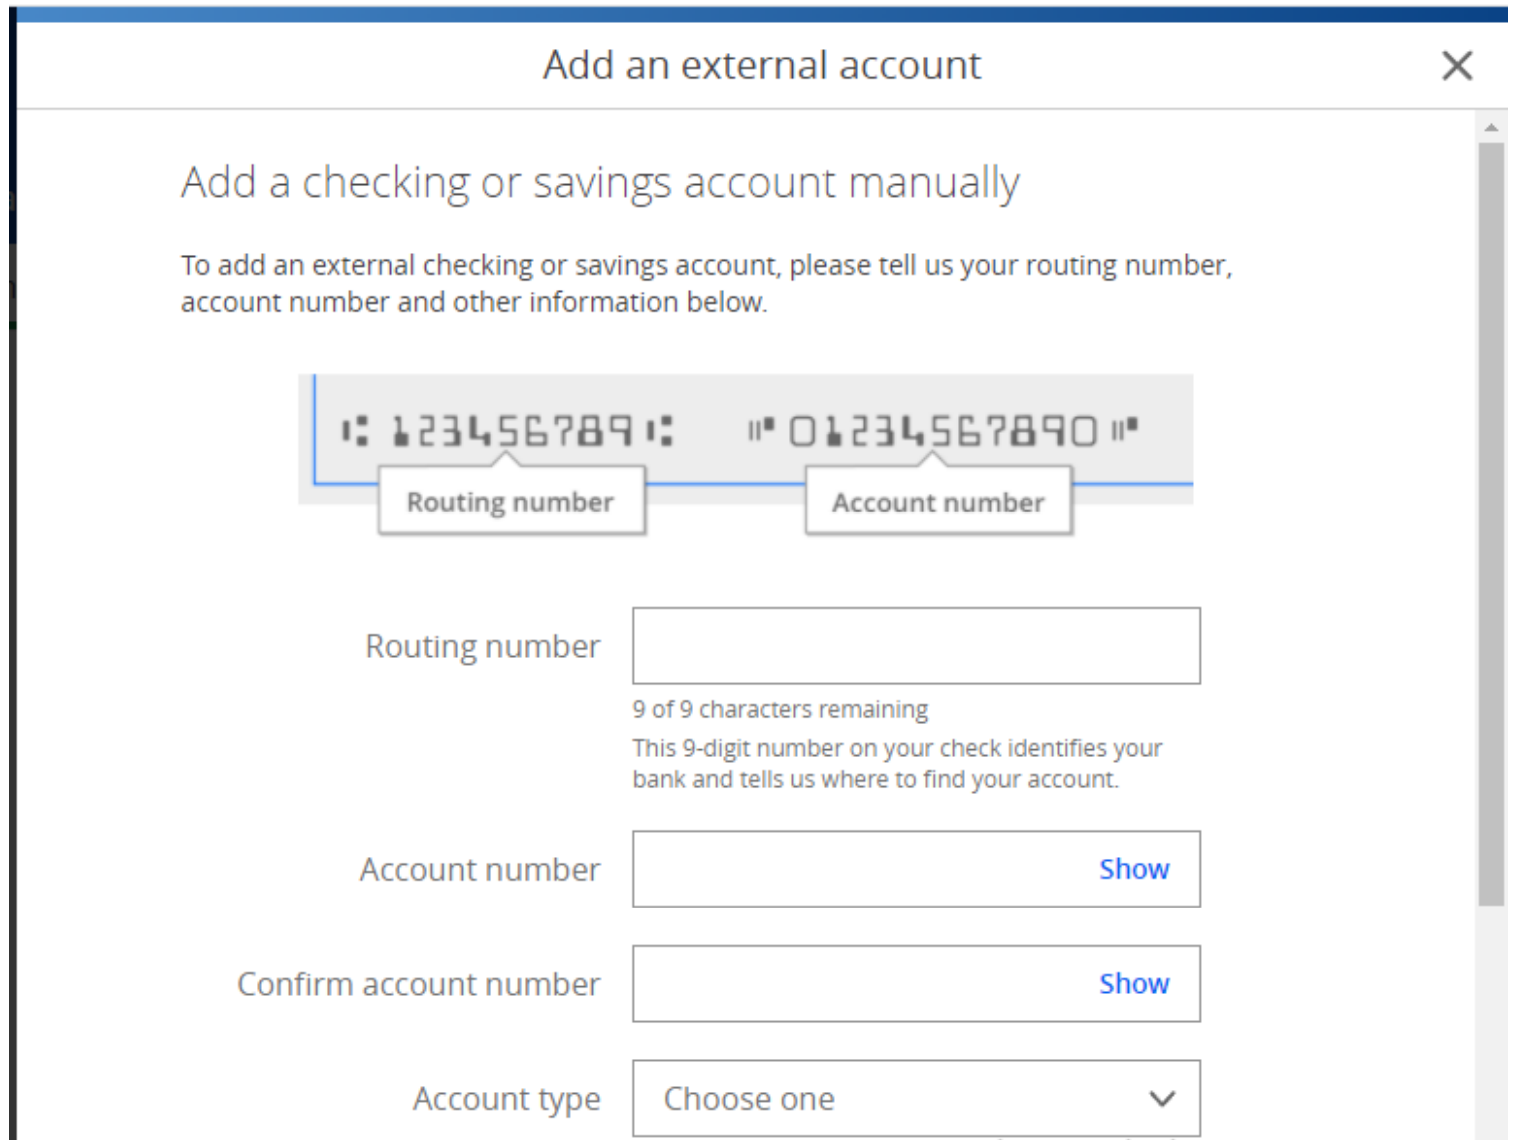 Add an external account
Add a checking or savings account manually
To add an external checking or savings account, please tell us your routing number,
account number and other information below.
⑆ 123456789 ⑆ ⑈ 01234567890 ⑈
Routing number Account number
Routing number
9 of 9 characters remaining
This 9-digit number on your check identifies your
bank and tells us where to find your account.
Account number Show
Confirm account number Show
Account type Choose one